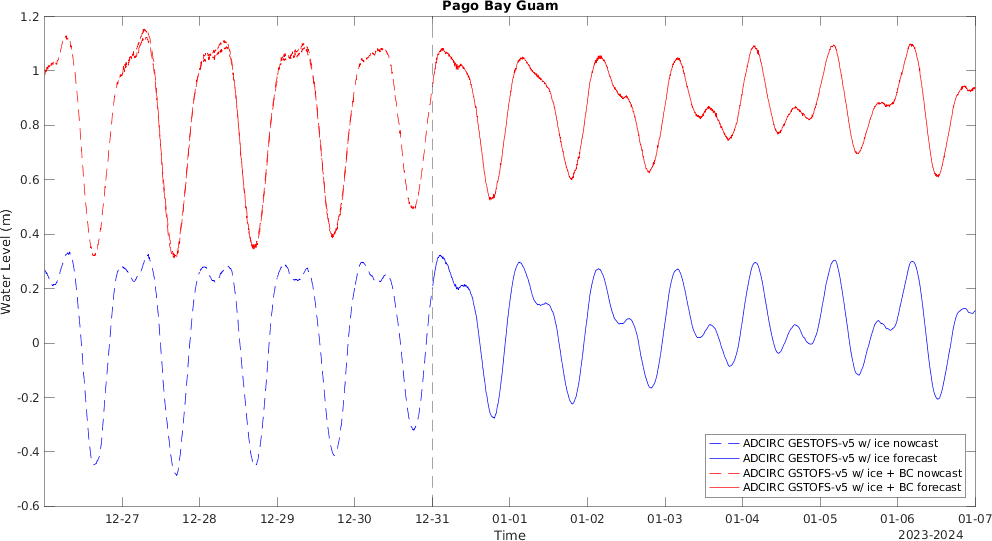 Pago Bay Guam
1.2
1
0.8
0.6
0.4
0.2
0
-0.2
-0.4
-0.6
Water Level (m)
ADCIRC GESTOFS-v5 w/ ice nowcast
ADCIRC GESTOFS-v5 w/ ice forecast
ADCIRC GSTOFS-v5 w/ ice + BC nowcast
ADCIRC GSTOFS-v5 w/ ice + BC forecast
12-27 12-28 12-29 12-30 12-31 01-01 01-02 01-03 01-04 01-05 01-06 01-07
Time
2023-2024